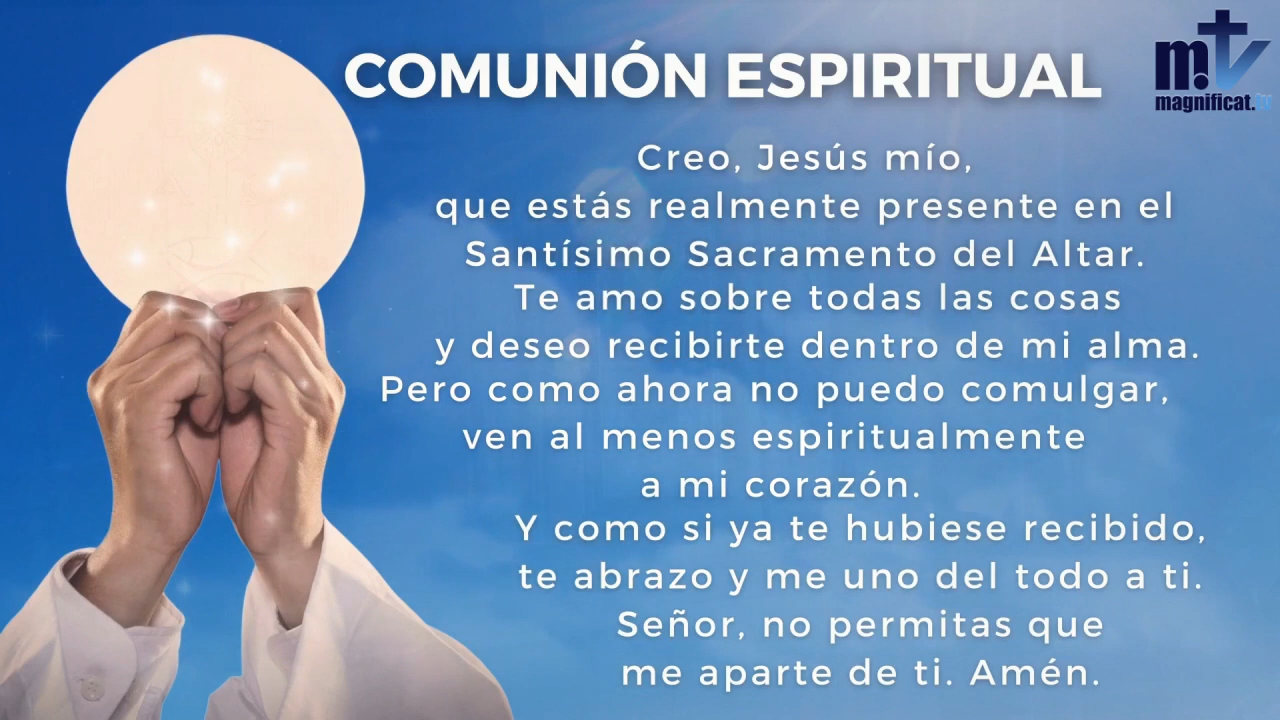 COMUNIÓN ESPIRITUAL
m.tv
magnificat.tv
Creo, Jesús mío,
que estás realmente presente en el
Santísimo Sacramento del Altar.
Te amo sobre todas las cosas
y deseo recibirte dentro de mi alma.
Pero como ahora no puedo comulgar,
ven al menos espiritualmente
a mi corazón.
Y como si ya te hubiese recibido,
te abrazo y me uno del todo a ti.
Señor, no permitas que
me aparte de ti. Amén.